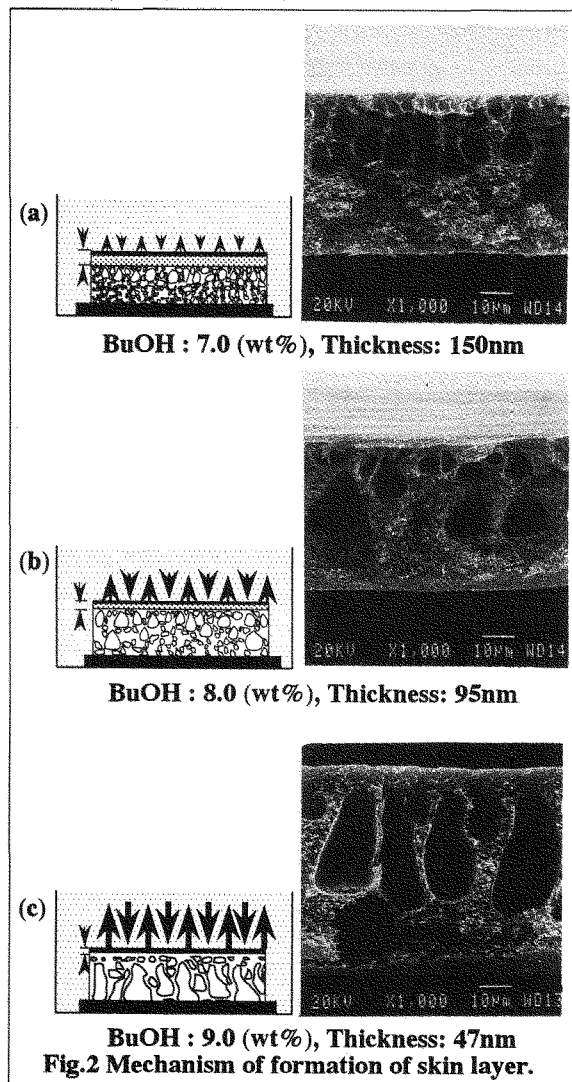 20KV X1,000 10μm WD14
(a)
BuOH : 7.0 (wt%), Thickness: 150nm
20KV X1,000 10μm WD14
(b)
BuOH : 8.0 (wt%), Thickness: 95nm
(c)
20KV X1,000 10μm WD13
BuOH : 9.0 (wt%), Thickness: 47nm
Fig.2 Mechanism of formation of skin layer.